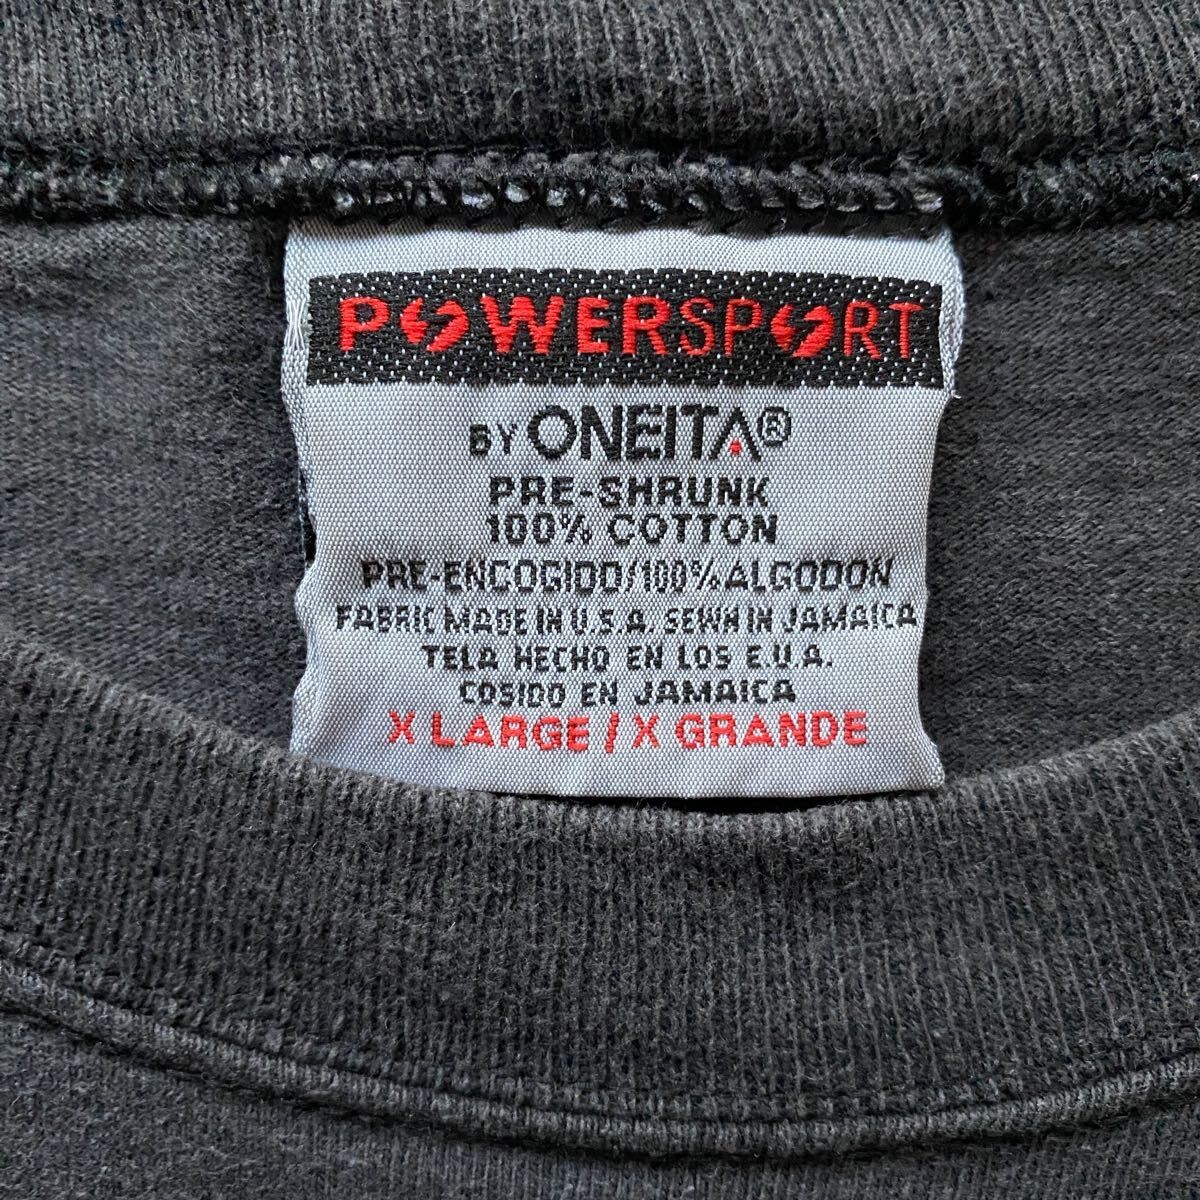 POWERSPORT
BY ONEITA®
PRE-SHRUNK
100% COTTON
PRE-ENCOGIDO/100% ALGODON
FABRIC MADE IN U.S.A. SEWN IN JAMAICA
TELA HECHO EN LOS E.U.A.
COSIDO EN JAMAICA
X LARGE / X GRANDE